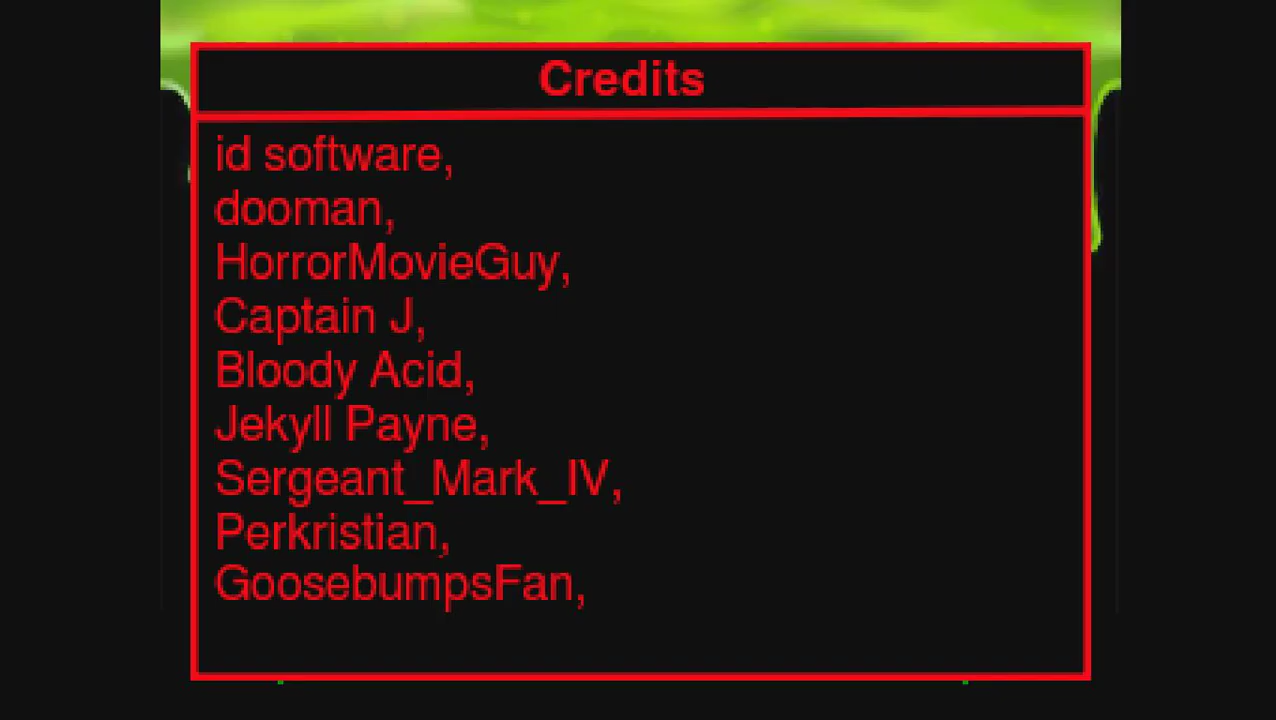 Credits
id software,
dooman,
HorrorMovieGuy,
Captain J,
Bloody Acid,
Jekyll Payne,
Sergeant_Mark_IV,
Perkristian,
GoosebumpsFan,